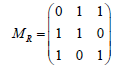 M_R = ( 0 1 1
1 1 0
1 0 1 )